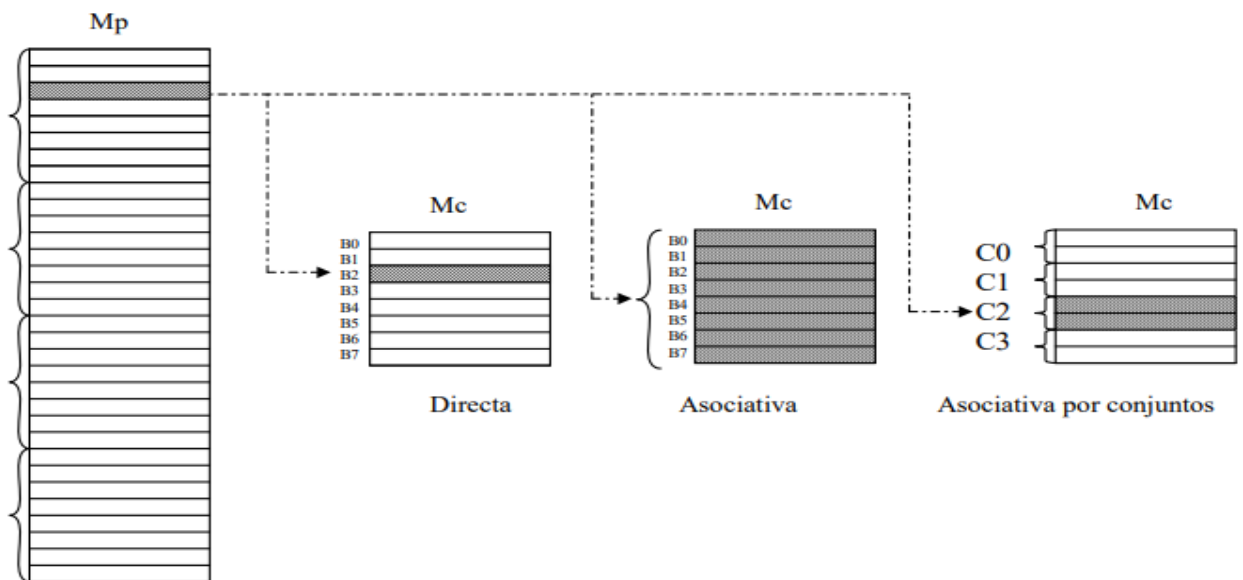 Mp
Mc
B0
B1
B2
B3
B4
B5
B6
B7
Directa
Mc
B0
B1
B2
B3
B4
B5
B6
B7
Asociativa
Mc
C0
C1
C2
C3
Asociativa por conjuntos